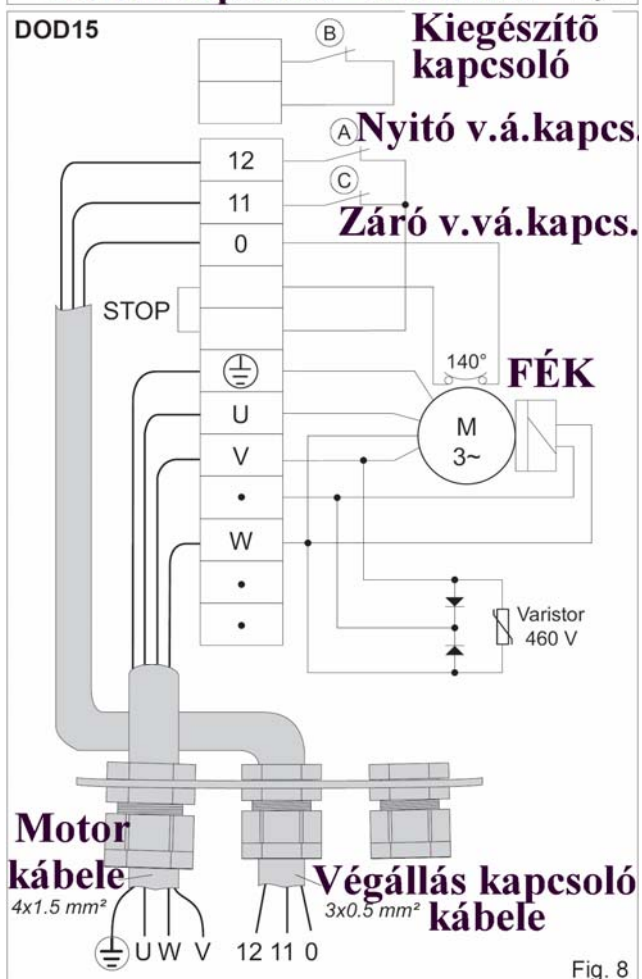 DOD15
Kiegészítõ
kapcsoló
B
A
Nyitó v.á.kapcs.
12
C
11
Záró v.vá.kapcs.
0
STOP
140°
FÉK
U
M
3~
V
W
Varistor
460 V
Motor
kábele
4x1.5 mm²
Végállás kapcsoló
3x0.5 mm²
kábele
U W V
12 11 0
Fig. 8